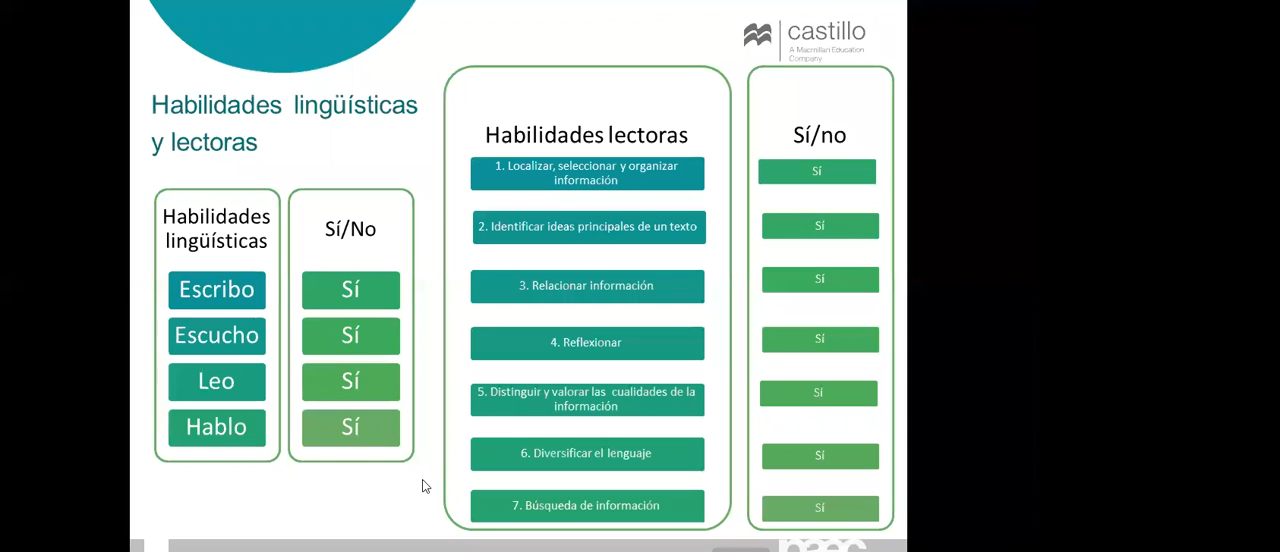 castillo
A Macmillan Education
Company
Habilidades lingüísticas
y lectoras
Habilidades
lingüísticas
Sí/No
Escribo
Sí
Escucho
Sí
Leo
Sí
Hablo
Sí
Habilidades lectoras
Sí/no
1. Localizar, seleccionar y organizar
información
Sí
2. Identificar ideas principales de un texto
Sí
3. Relacionar información
Sí
4. Reflexionar
Sí
5. Distinguir y valorar las cualidades de la
información
Sí
6. Diversificar el lenguaje
Sí
7. Búsqueda de información
Sí